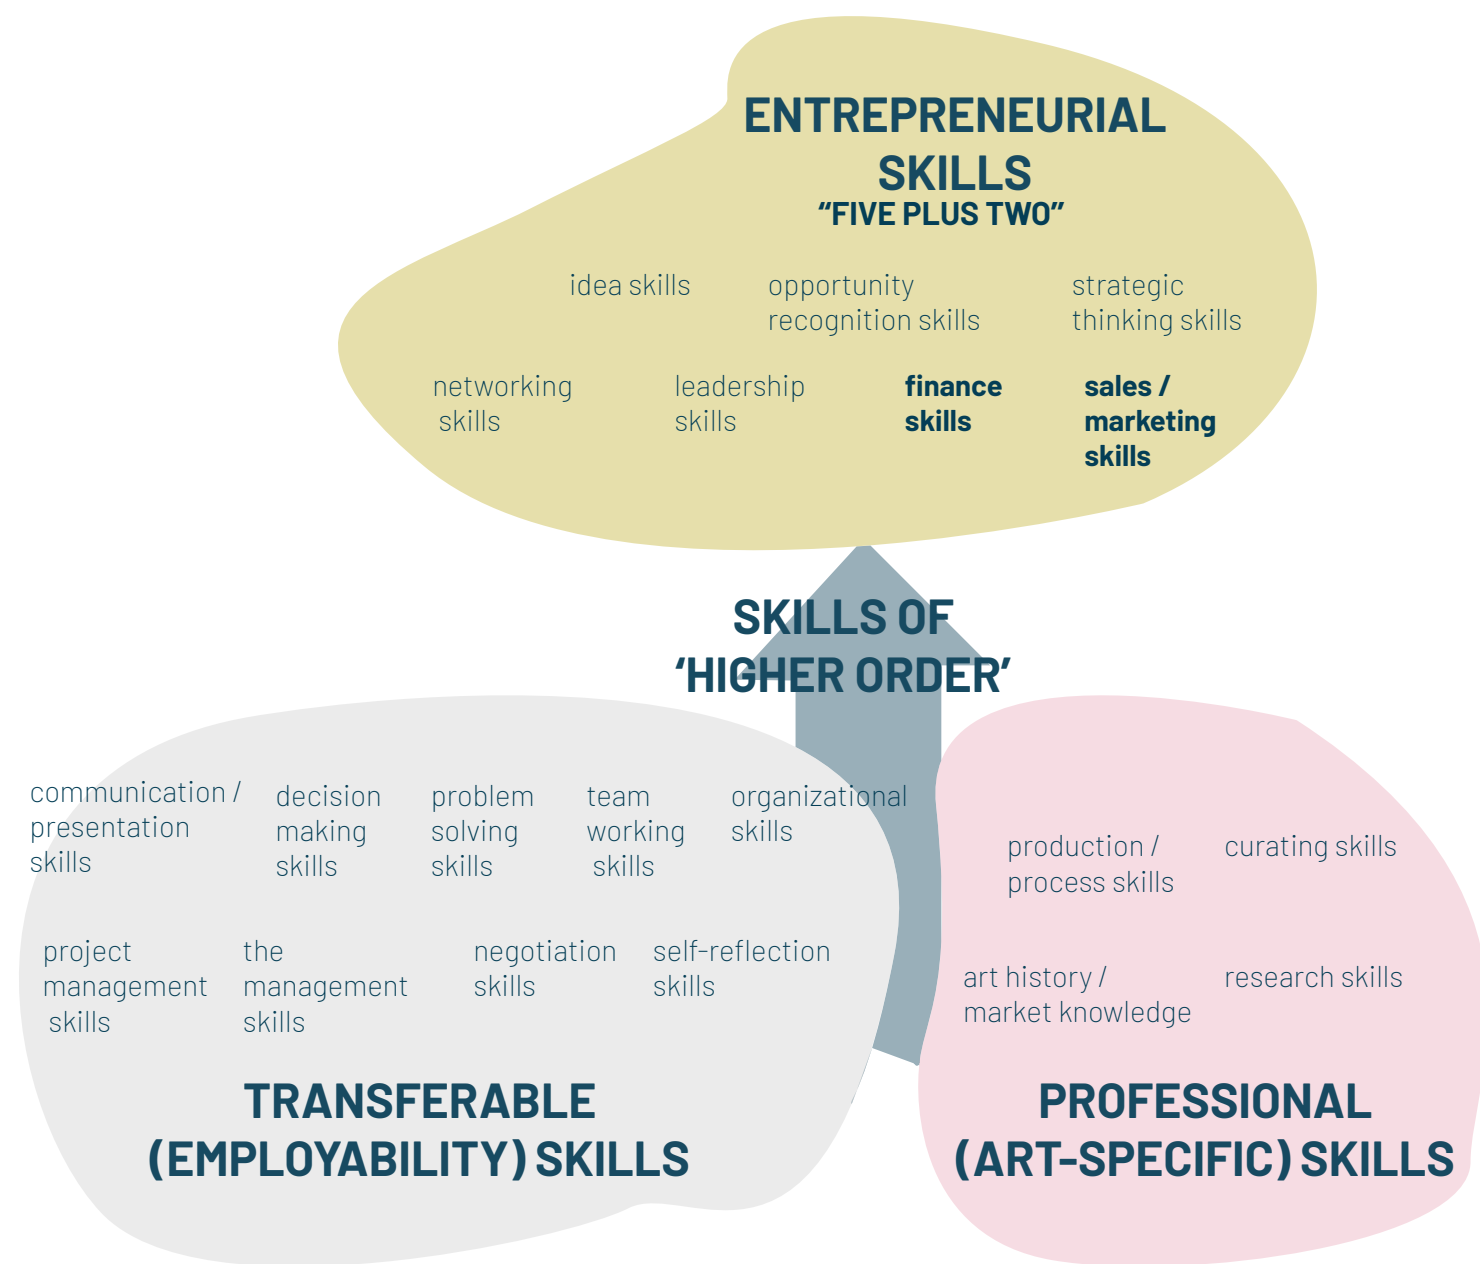 ENTREPRENEURIAL
SKILLS
“FIVE PLUS TWO”
idea skills
opportunity
recognition skills
strategic
thinking skills
networking
skills
leadership
skills
finance
skills
sales /
marketing
skills
SKILLS OF
‘HIGHER ORDER’
communication /
presentation
skills
decision
making
skills
problem
solving
skills
team
working
skills
organizational
skills
project
management
skills
the
management
skills
negotiation
skills
self-reflection
skills
TRANSFERABLE
(EMPLOYABILITY) SKILLS
production /
process skills
curating skills
art history /
market knowledge
research skills
PROFESSIONAL
(ART-SPECIFIC) SKILLS